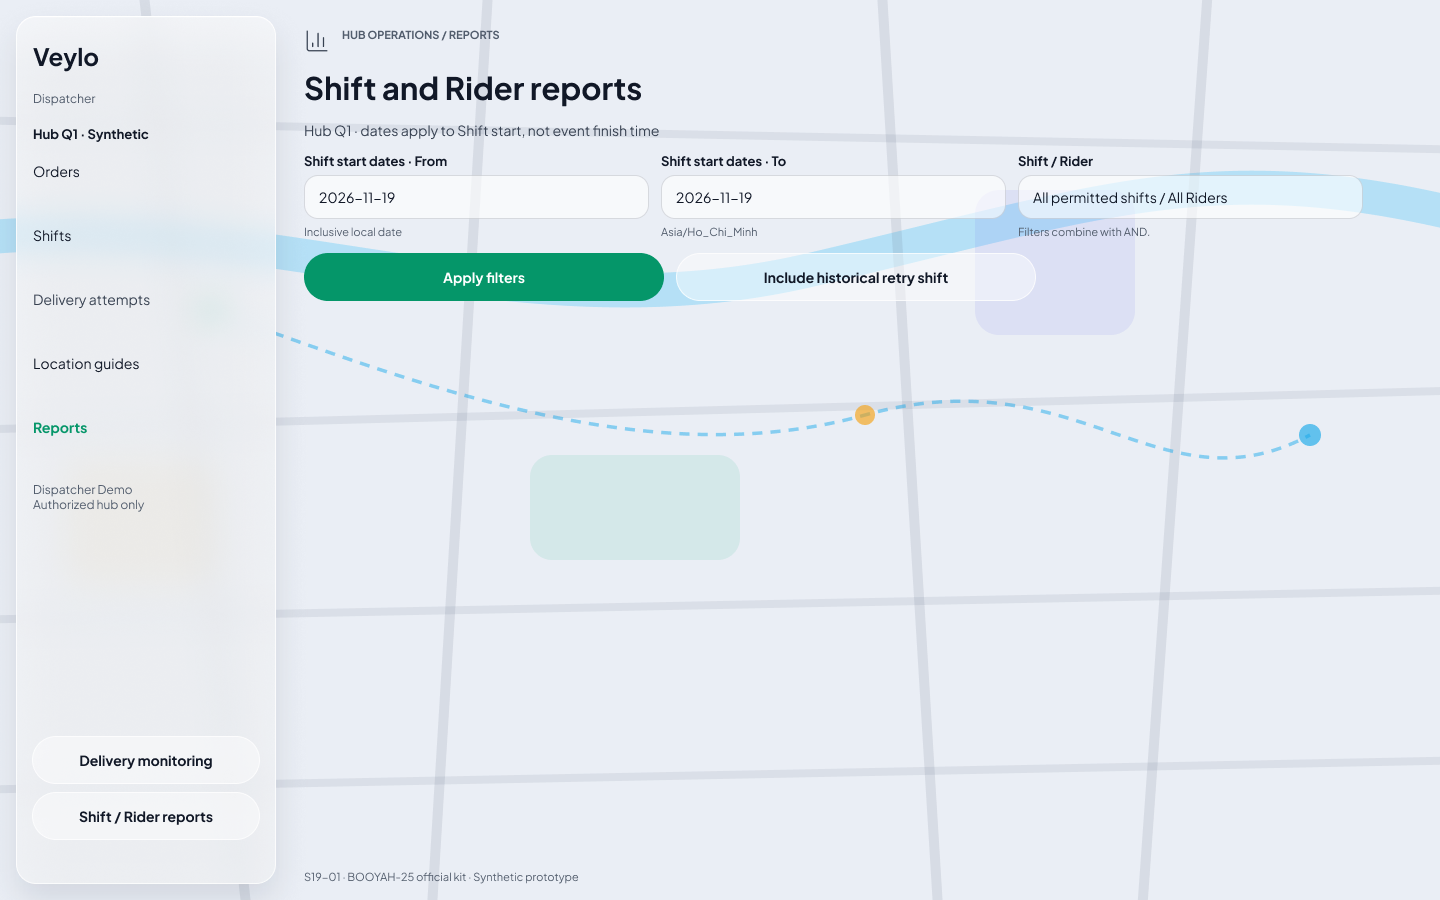 Veylo
Dispatcher
Hub Q1 · Synthetic
Orders
Shifts
Delivery attempts
Location guides
Reports
Dispatcher Demo
Authorized hub only
Delivery monitoring
Shift / Rider reports
HUB OPERATIONS / REPORTS
Shift and Rider reports
Hub Q1 · dates apply to Shift start, not event finish time
Shift start dates · From
2026-11-19
Inclusive local date
Shift start dates · To
2026-11-19
Asia/Ho_Chi_Minh
Shift / Rider
All permitted shifts / All Riders
Filters combine with AND.
Apply filters
Include historical retry shift
S19-01 · BOOYAH-25 official kit · Synthetic prototype